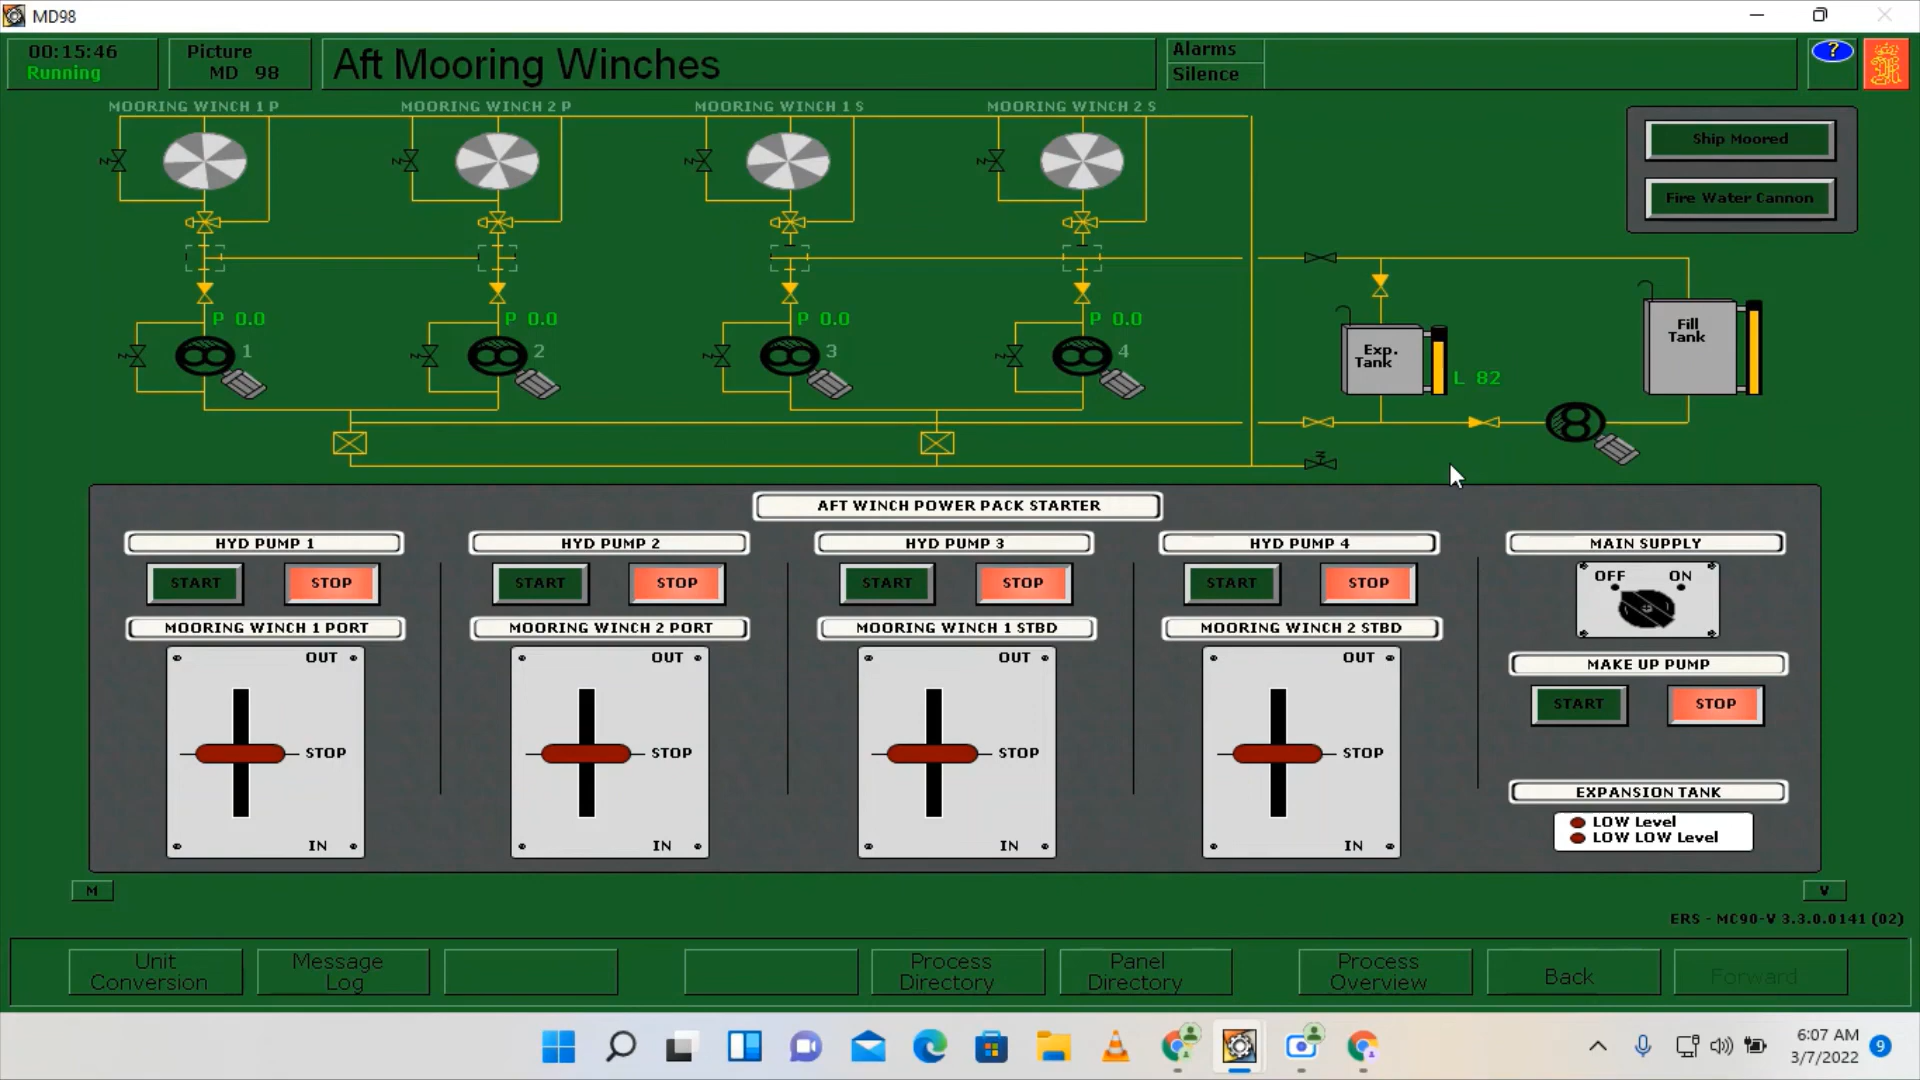 MD98
00:15:46
Running
Picture
MD 98
Aft Mooring Winches
Alarms
Silence
?
MOORING WINCH 1 P
MOORING WINCH 2 P
MOORING WINCH 1 S
MOORING WINCH 2 S
Ship Moored
Fire Water Cannon
P 0.0
P 0.0
P 0.0
P 0.0
1
2
3
4
Exp.
Tank
L 82
Fill
Tank
AFT WINCH POWER PACK STARTER
HYD PUMP 1
HYD PUMP 2
HYD PUMP 3
HYD PUMP 4
MAIN SUPPLY
START
STOP
START
STOP
START
STOP
START
STOP
OFF
ON
MOORING WINCH 1 PORT
MOORING WINCH 2 PORT
MOORING WINCH 1 STBD
MOORING WINCH 2 STBD
OUT
STOP
IN
OUT
STOP
IN
OUT
STOP
IN
OUT
STOP
IN
MAKE UP PUMP
START
STOP
EXPANSION TANK
LOW Level
LOW LOW Level
M
V
ERS - MC90-V 3.3.0.0141 (02)
Unit
Conversion
Message
Log
Process
Directory
Panel
Directory
Process
Overview
Back
Forward
6:07 AM
3/7/2022
9